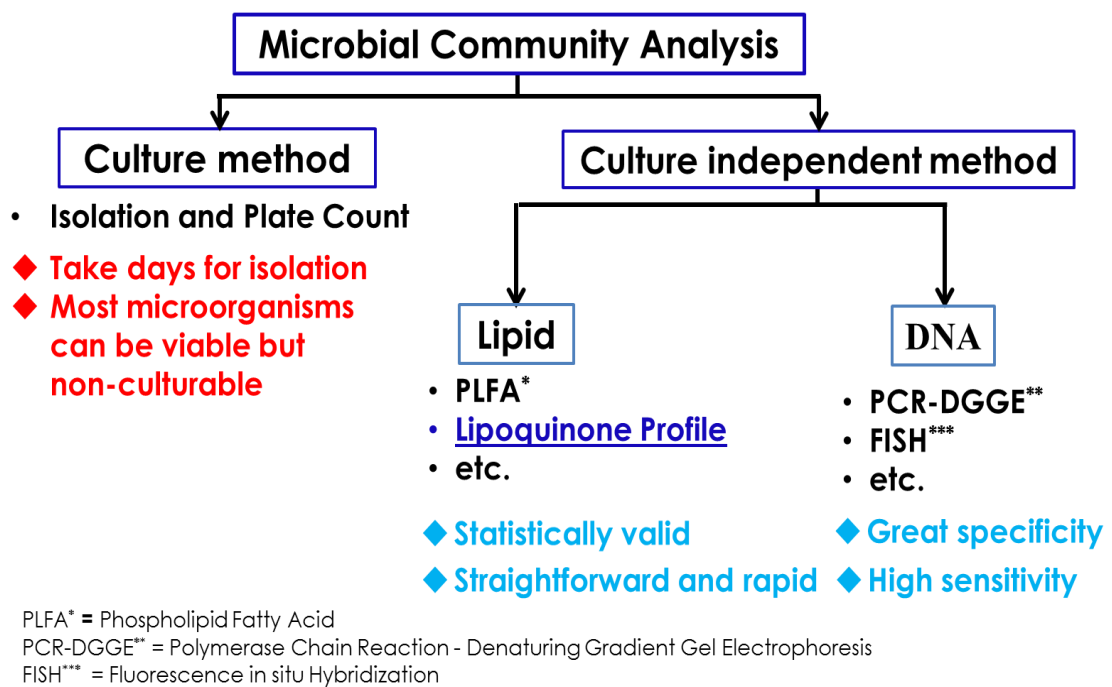 Microbial Community Analysis
Culture method
• Isolation and Plate Count
◆ Take days for isolation
◆ Most microorganisms
can be viable but
non-culturable
Culture independent method
Lipid
• PLFA*
• Lipoquinone Profile
• etc.
◆ Statistically valid
◆ Straightforward and rapid
DNA
• PCR-DGGE**
• FISH***
• etc.
◆ Great specificity
◆ High sensitivity
PLFA* = Phospholipid Fatty Acid
PCR-DGGE** = Polymerase Chain Reaction - Denaturing Gradient Gel Electrophoresis
FISH*** = Fluorescence in situ Hybridization